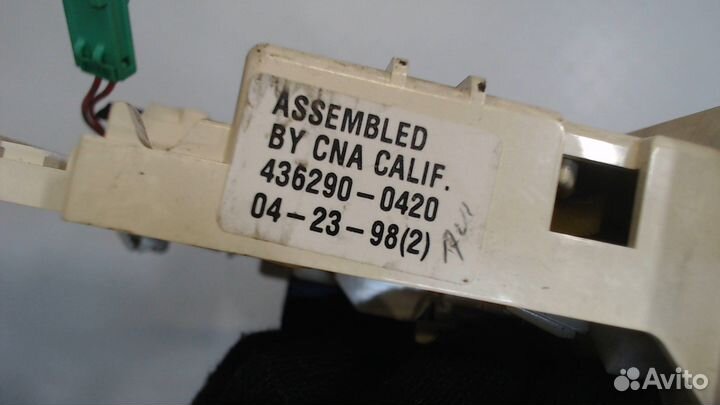 ASSEMBLED
BY CNA CALIF.
436290-0420
04-23-98(2)
Avito